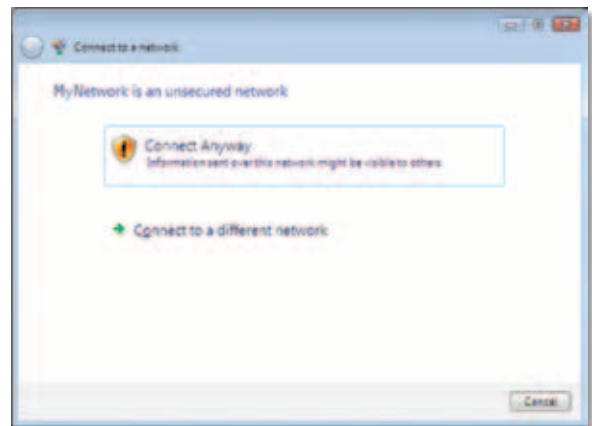 Connect to a network
MyNetwork is an unsecured network
Connect Anyway
Information sent over this network might be visible to others
Connect to a different network
Cancel